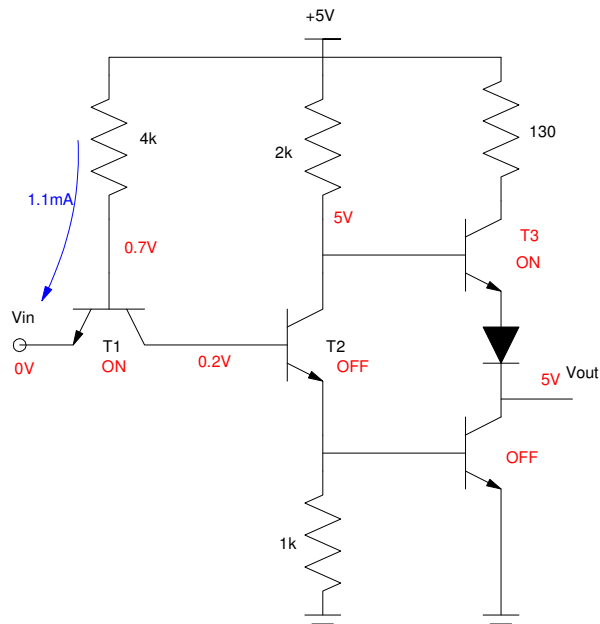 +5V
4k
2k
130
1.1mA
5V
T3
0.7V
ON
Vin
T1
T2
0V
ON
0.2V
OFF
5V
Vout
OFF
1k